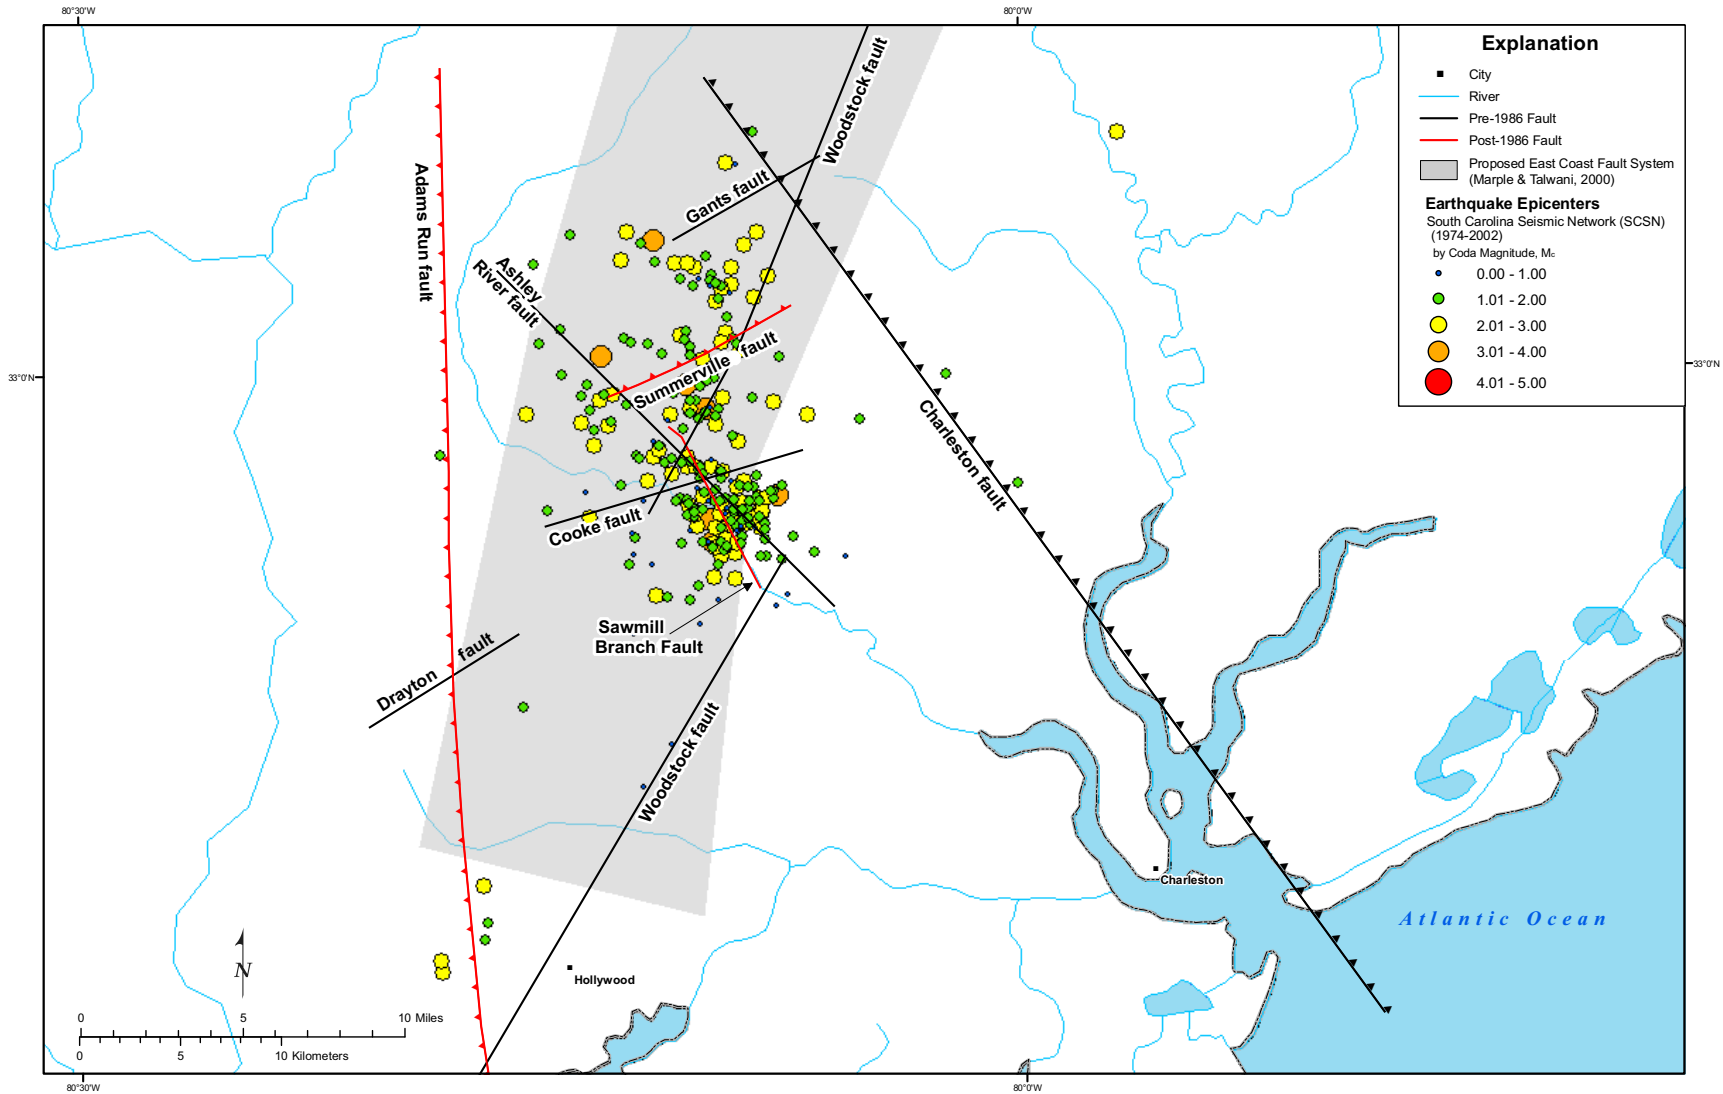 80°30'W
80°0'W
Explanation
City
River
Pre-1986 Fault
Post-1986 Fault
Proposed East Coast Fault System
(Marple & Talwani, 2000)
Earthquake Epicenters
South Carolina Seismic Network (SCSN)
(1974-2002)
by Coda Magnitude, Mc
0.00 - 1.00
1.01 - 2.00
2.01 - 3.00
3.01 - 4.00
4.01 - 5.00
Woodstock fault
Gants fault
Adams Run fault
Ashley
River fault
Summerville fault
33°0'N
33°0'N
Charleston fault
Cooke fault
Sawmill
Branch Fault
Drayton fault
Woodstock fault
Charleston
Atlantic Ocean
N
Hollywood
0 5 10 Miles
0 5 10 Kilometers
80°30'W
80°0'W